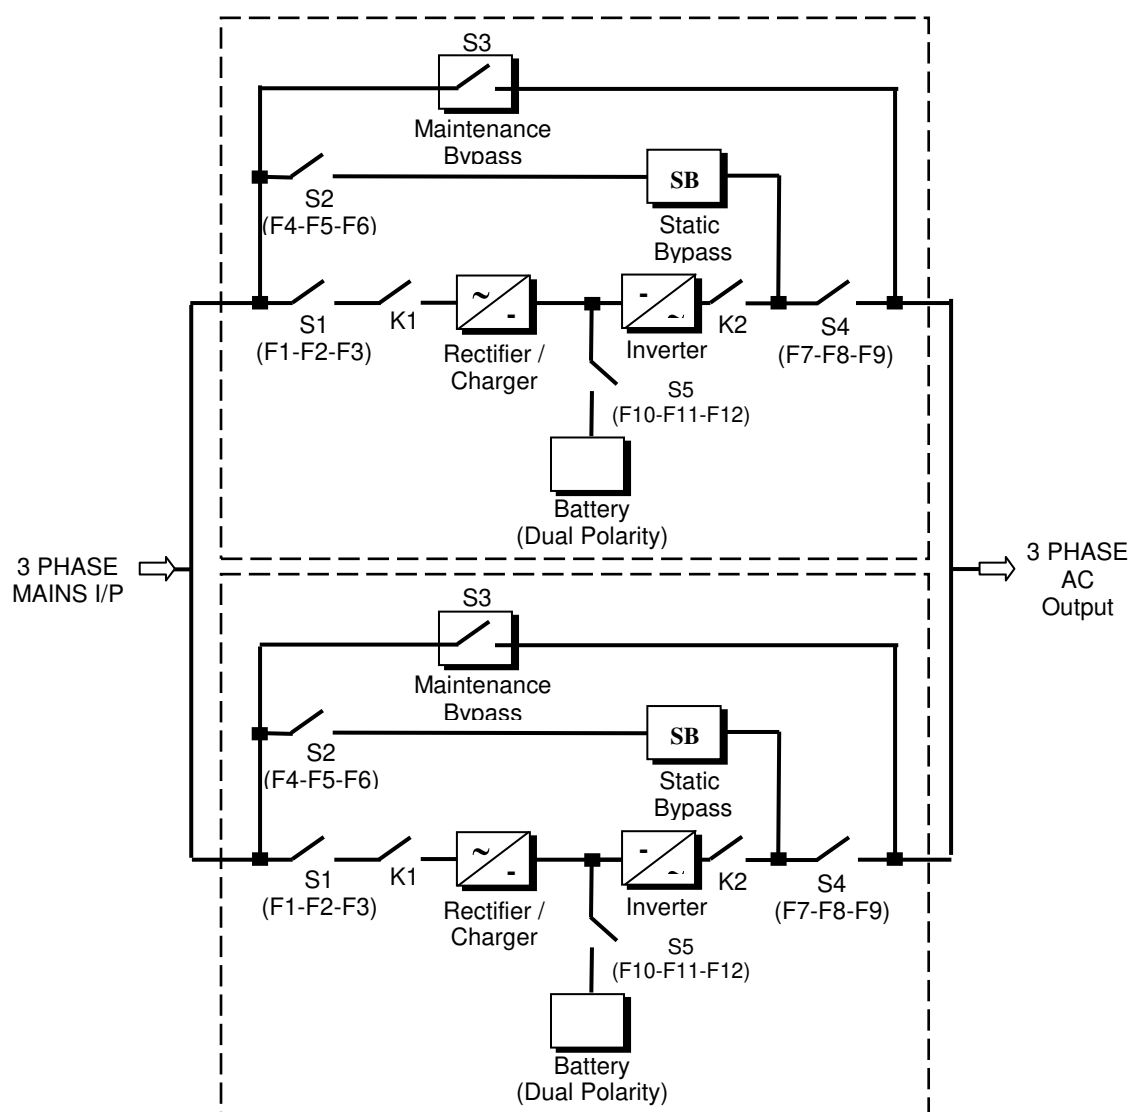 S3
Maintenance
Bypass
S2
(F4-F5-F6)
SB
Static
Bypass
S1
(F1-F2-F3)
K1
~
-
Rectifier /
Charger
-
~
Inverter
K2
S4
(F7-F8-F9)
S5
(F10-F11-F12)
Battery
(Dual Polarity)
3 PHASE
MAINS I/P
3 PHASE
AC
Output
S3
Maintenance
Bypass
S2
(F4-F5-F6)
SB
Static
Bypass
S1
(F1-F2-F3)
K1
~
-
Rectifier /
Charger
-
~
Inverter
K2
S4
(F7-F8-F9)
S5
(F10-F11-F12)
Battery
(Dual Polarity)